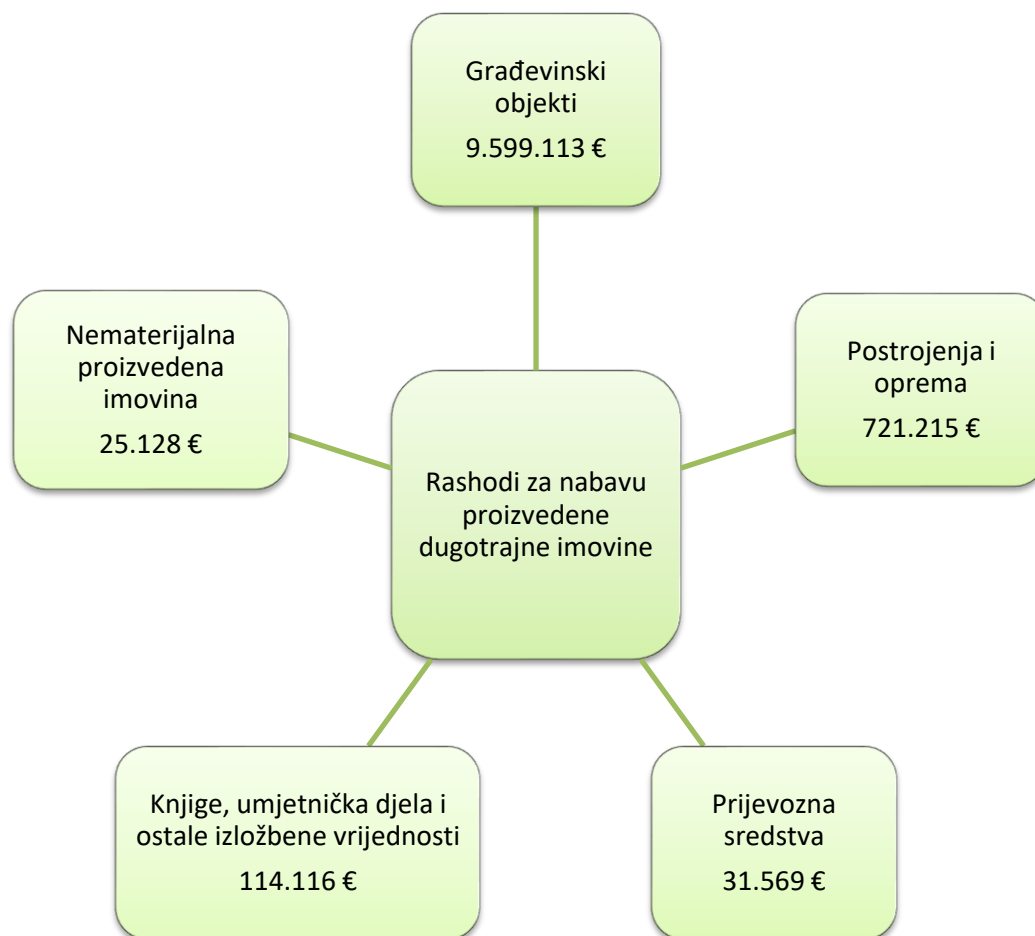 Građevinski
objekti
9.599.113 €
Nematerijalna
proizvedena
imovina
25.128 €
Postrojenja i
oprema
721.215 €
Rashodi za nabavu
proizvedene
dugotrajne imovine
Knjige, umjetnička djela i
ostale izložbene vrijednosti
114.116 €
Prijevozna
sredstva
31.569 €